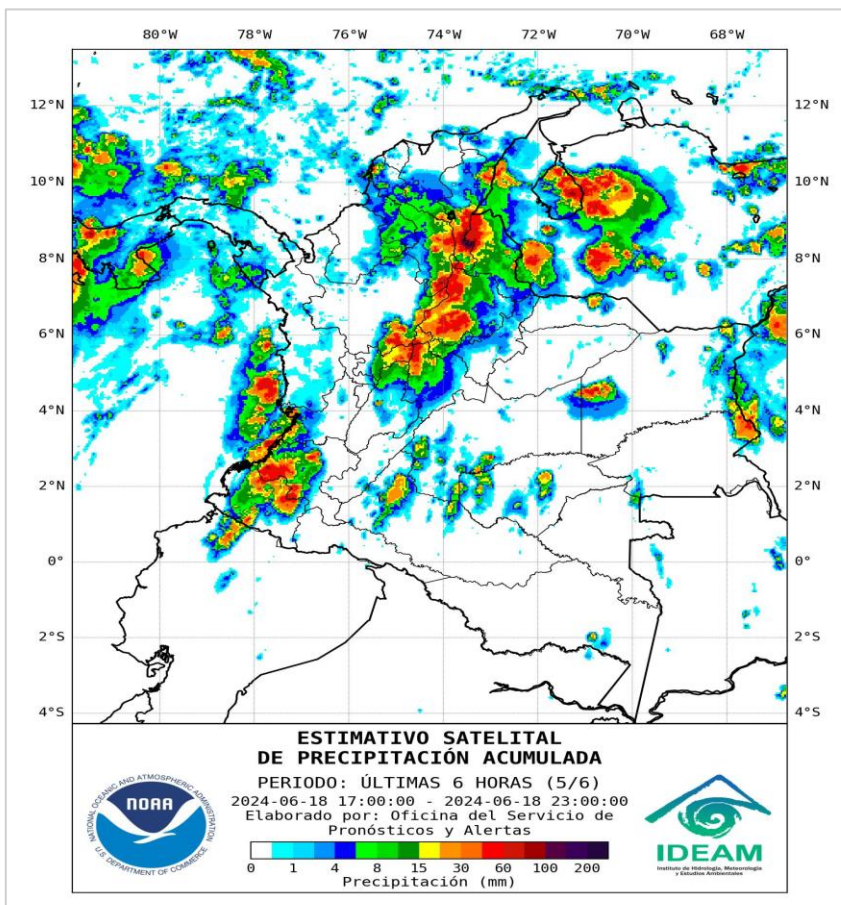 80°W 78°W 76°W 74°W 72°W 70°W 68°W
12°N 12°N
10°N 10°N
8°N 8°N
6°N 6°N
4°N 4°N
2°N 2°N
0° 0°
2°S 2°S
4°S 4°S
ESTIMATIVO SATELITAL
DE PRECIPITACIÓN ACUMULADA
PERIODO: ÚLTIMAS 6 HORAS (5/6)
2024-06-18 17:00:00 - 2024-06-18 23:00:00
Elaborado por: Oficina del Servicio de
Pronósticos y Alertas
0 1 4 8 15 30 60 100 200
Precipitación (mm)
NATIONAL OCEANIC AND ATMOSPHERIC ADMINISTRATION
NOAA
U.S. DEPARTMENT OF COMMERCE
IDEAM
Instituto de Hidrología, Meteorología
y Estudios Ambientales